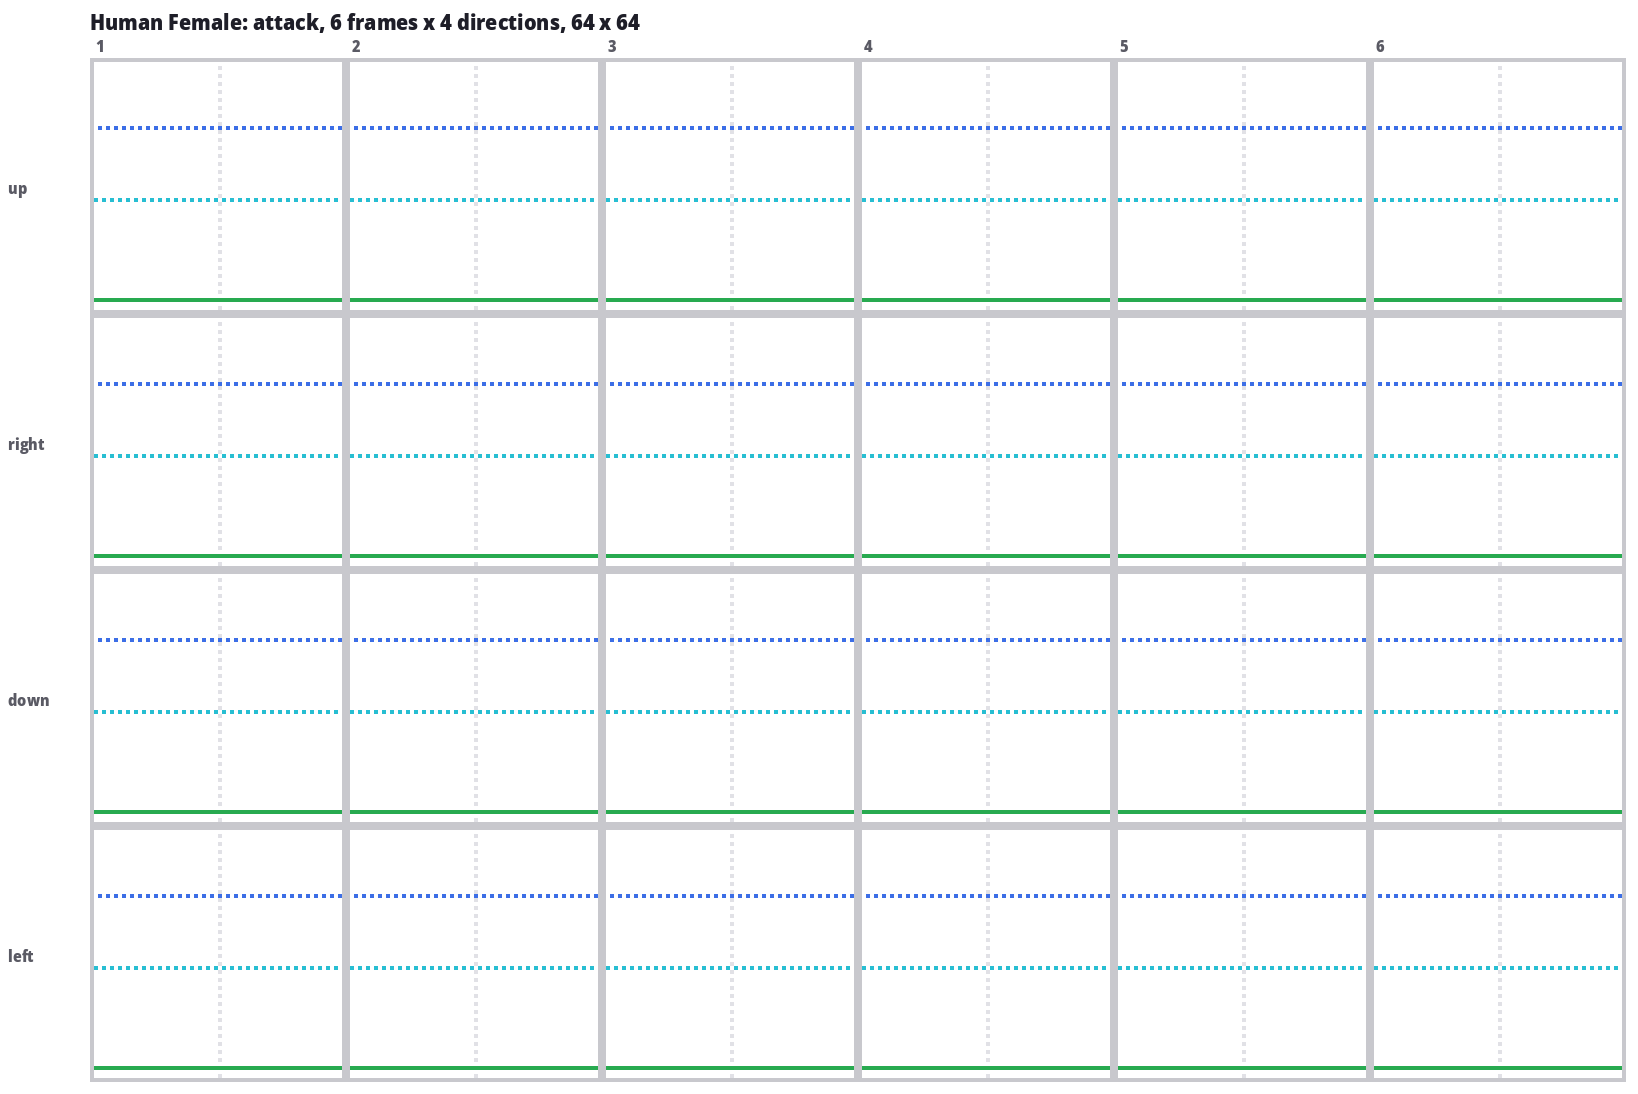 Human Female: attack, 6 frames x 4 directions, 64 x 64
1 2 3 4 5 6
up
right
down
left